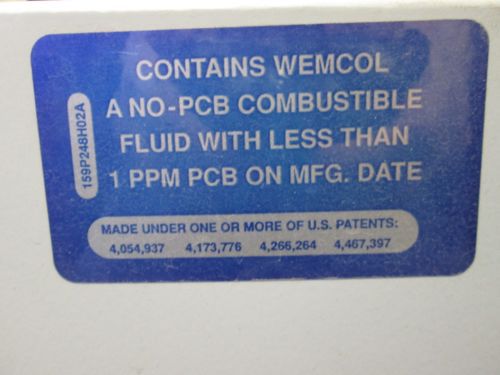 CONTAINS WEMCOL
A NO-PCB COMBUSTIBLE
FLUID WITH LESS THAN
1 PPM PCB ON MFG. DATE
159P248H02A
MADE UNDER ONE OR MORE OF U.S. PATENTS:
4,054,937 4,173,776 4,266,264 4,467,397